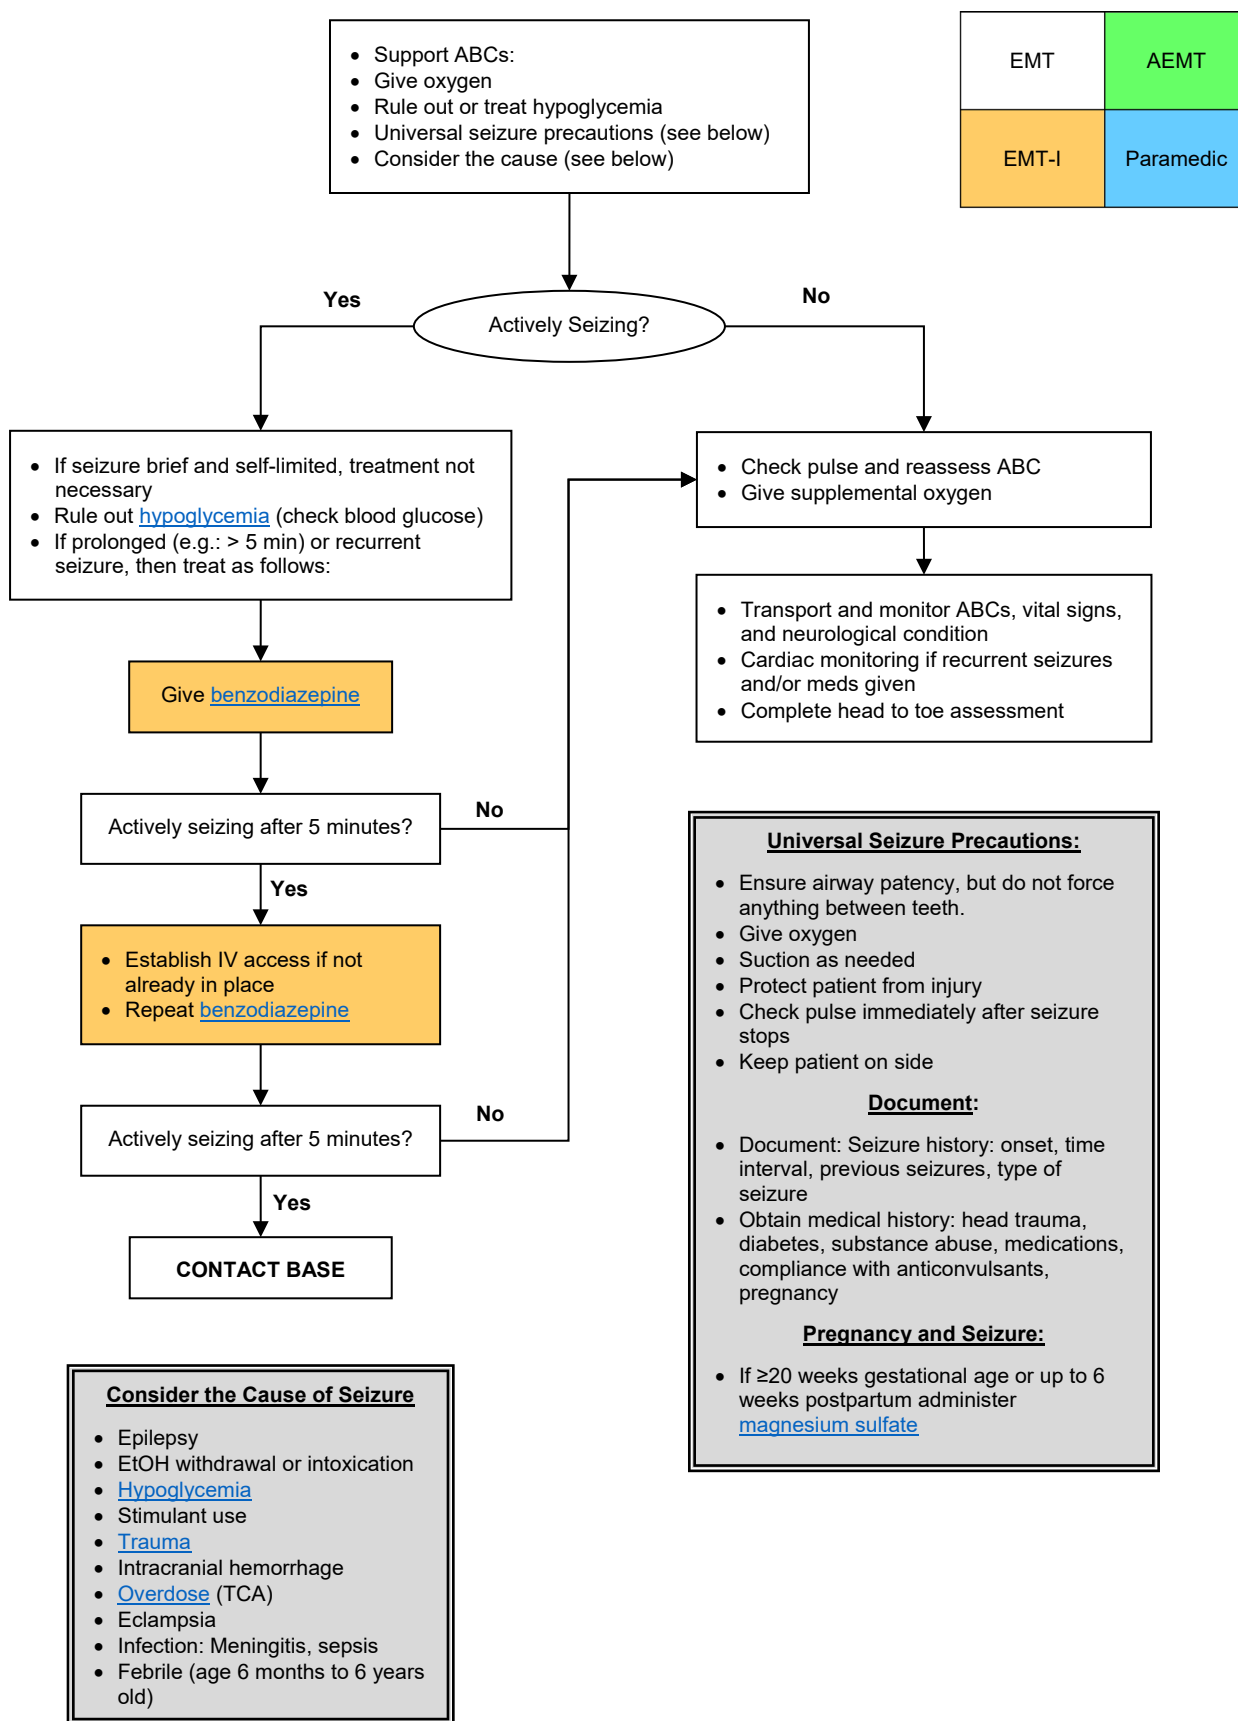 • Support ABCs:
• Give oxygen
• Rule out or treat hypoglycemia
• Universal seizure precautions (see below)
• Consider the cause (see below)
EMT
AEMT
EMT-I
Paramedic
Yes
No
Actively Seizing?
• If seizure brief and self-limited, treatment not
necessary
• Rule out hypoglycemia (check blood glucose)
• If prolonged (e.g.: > 5 min) or recurrent
seizure, then treat as follows:
• Check pulse and reassess ABC
• Give supplemental oxygen
• Transport and monitor ABCs, vital signs,
and neurological condition
• Cardiac monitoring if recurrent seizures
and/or meds given
• Complete head to toe assessment
Give benzodiazepine
Actively seizing after 5 minutes?
No
Yes
• Establish IV access if not
already in place
• Repeat benzodiazepine
Actively seizing after 5 minutes?
No
Yes
CONTACT BASE
Universal Seizure Precautions:
• Ensure airway patency, but do not force
anything between teeth.
• Give oxygen
• Suction as needed
• Protect patient from injury
• Check pulse immediately after seizure
stops
• Keep patient on side
Document:
• Document: Seizure history: onset, time
interval, previous seizures, type of
seizure
• Obtain medical history: head trauma,
diabetes, substance abuse, medications,
compliance with anticonvulsants,
pregnancy
Pregnancy and Seizure:
• If ≥20 weeks gestational age or up to 6
weeks postpartum administer
magnesium sulfate
Consider the Cause of Seizure
• Epilepsy
• EtOH withdrawal or intoxication
• Hypoglycemia
• Stimulant use
• Trauma
• Intracranial hemorrhage
• Overdose (TCA)
• Eclampsia
• Infection: Meningitis, sepsis
• Febrile (age 6 months to 6 years
old)